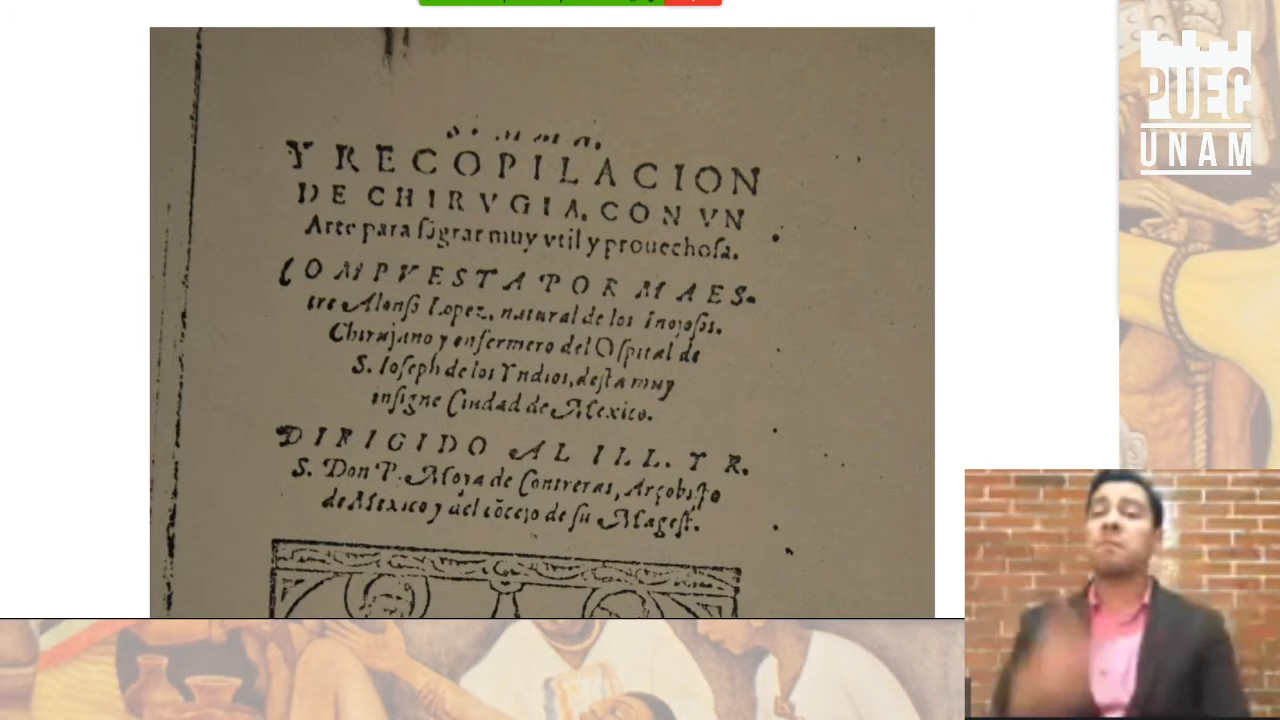 Y RECOPILACION
DE CHIRVGIA, CON VN
Arte para ſāgrar muy vtil y prouechoſa.
COMPVESTA POR MAES-
tre Alonſo Lopez, natural de los Inojoſos.
Chirujano y enfermero del Oſpital de
S. Ioſeph de los Yndios, deſta muy
inſigne Ciudad de Mexico.
DIRIGIDO AL ILL. Y R.
S. Don P. Moya de Contreras, Arçobiſpo
de Mexico y del cōcejo de ſu Mageſt.
PUEC
UNAM